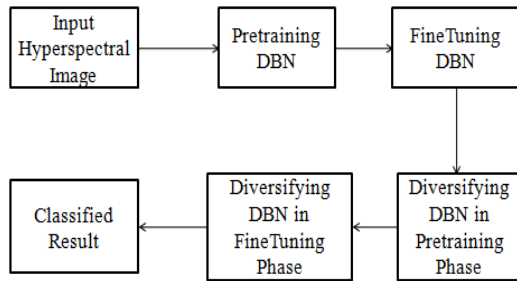 Input
Hyperspectral
Image
Pretraining
DBN
FineTuning
DBN
Diversifying
DBN in
Pretraining
Phase
Diversifying
DBN in
FineTuning
Phase
Classified
Result